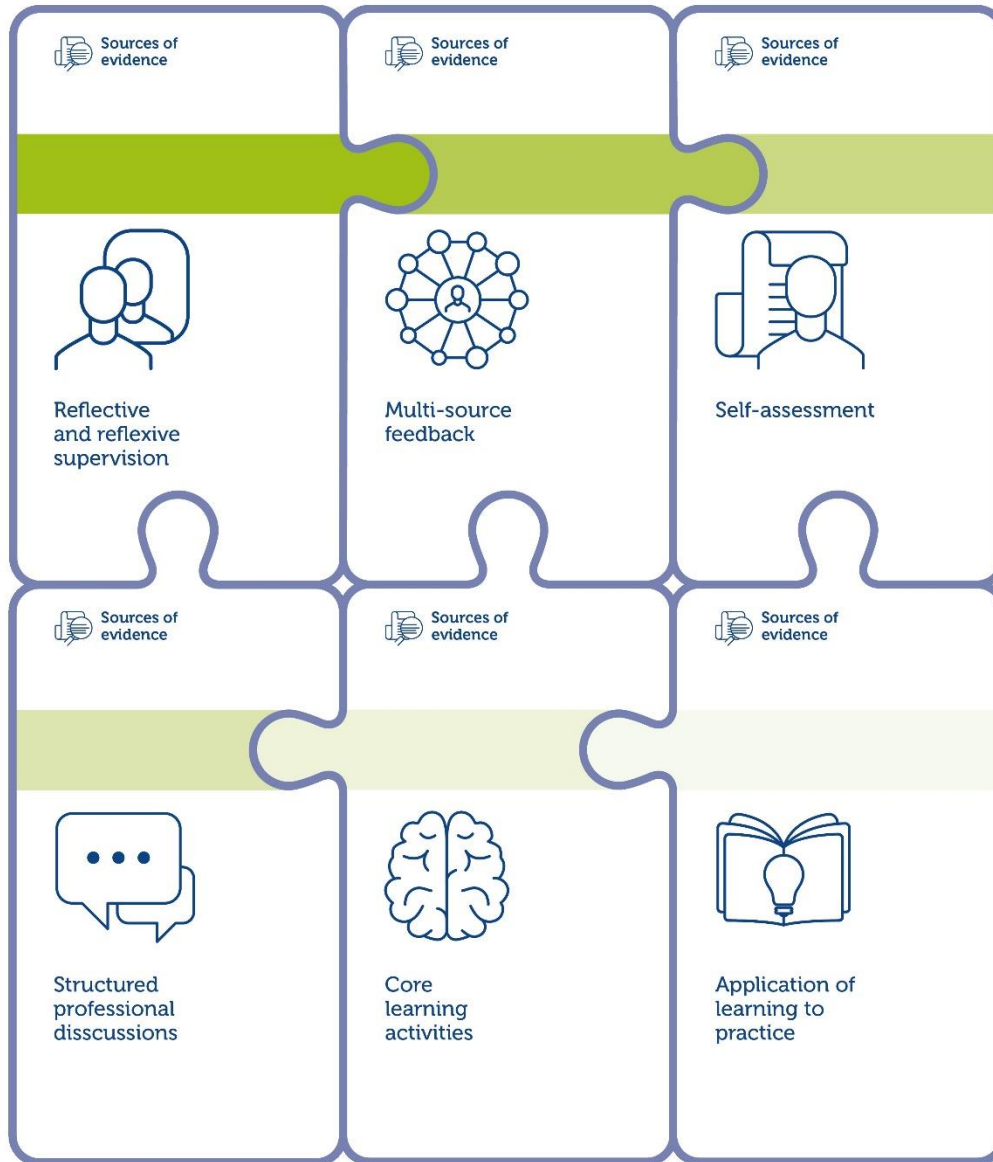 Sources of
evidence
Reflective
and reflexive
supervision
Sources of
evidence
Multi-source
feedback
Sources of
evidence
Self-assessment
Sources of
evidence
Structured
professional
disscussions
Sources of
evidence
Core
learning
activities
Sources of
evidence
Application of
learning to
practice